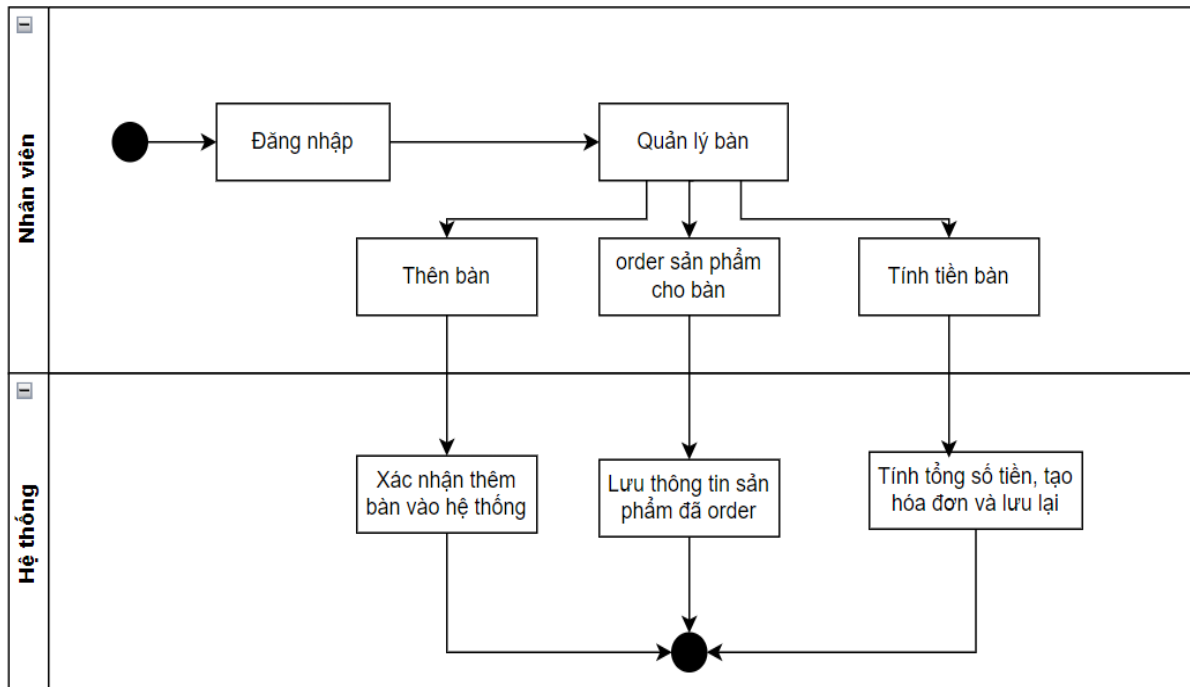 Nhân viên
Đăng nhập
Quản lý bàn
Thên bàn
order sản phẩm
cho bàn
Tính tiền bàn
Hệ thống
Xác nhận thêm
bàn vào hệ thống
Lưu thông tin sản
phẩm đã order
Tính tổng số tiền, tạo
hóa đơn và lưu lại